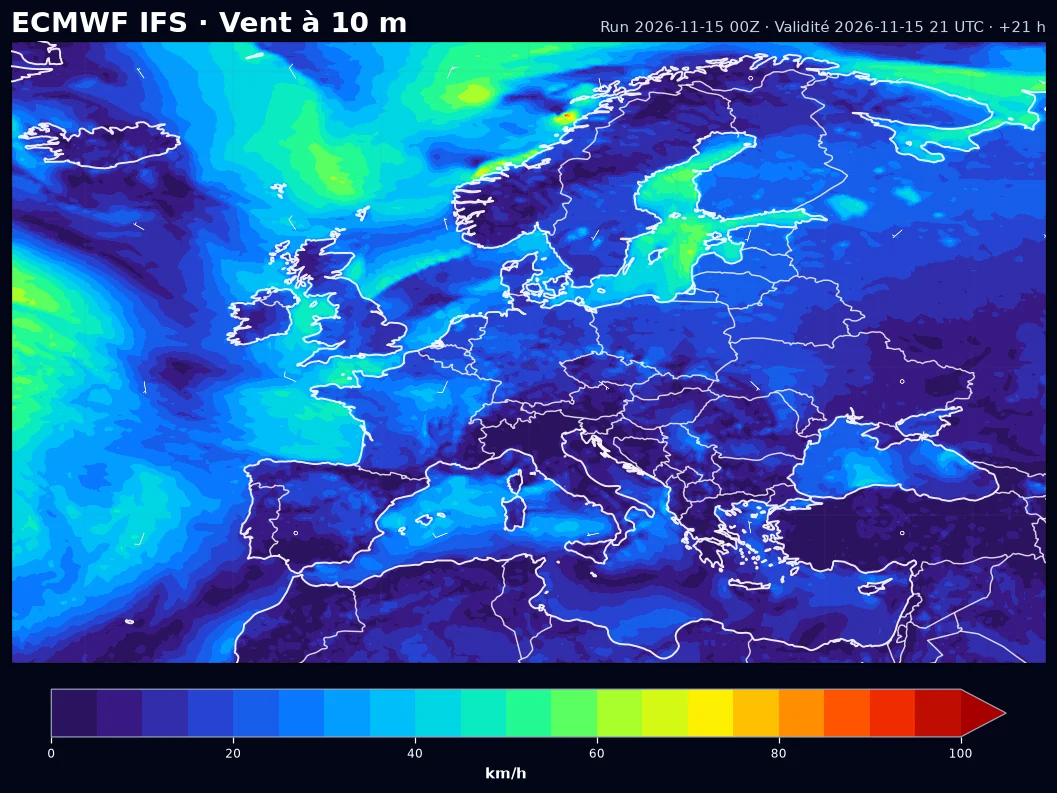 ECMWF IFS · Vent à 10 m
Run 2026-11-15 00Z · Validité 2026-11-15 21 UTC · +21 h
0 20 40 60 80 100
km/h